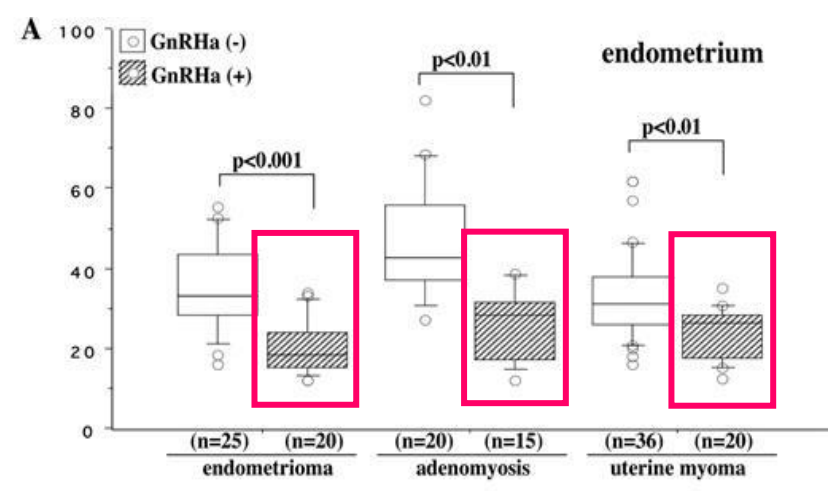 A
100
GnRHa (-)
GnRHa (+)
endometrium
p<0.01
80
p<0.01
p<0.001
60
40
20
0
(n=25) (n=20) (n=20) (n=15) (n=36) (n=20)
endometrioma adenomyosis uterine myoma